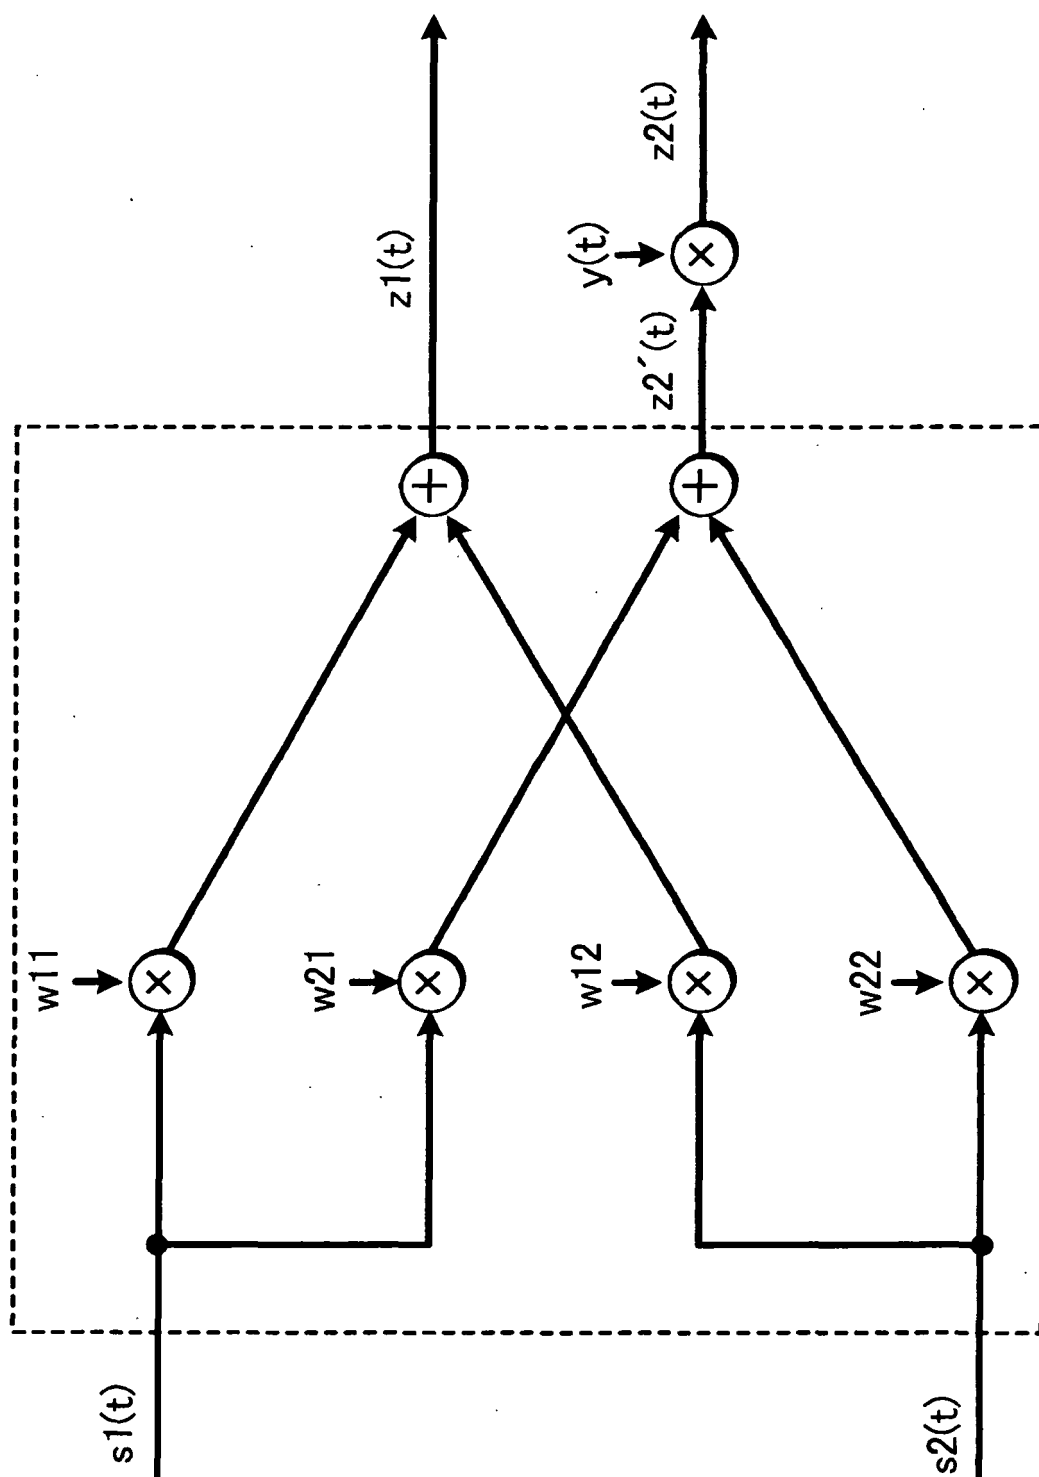 s1(t)
s2(t)
w11
w21
w12
w22
×
×
×
×
+
+
z1(t)
z2´(t)
y(t)
×
z2(t)